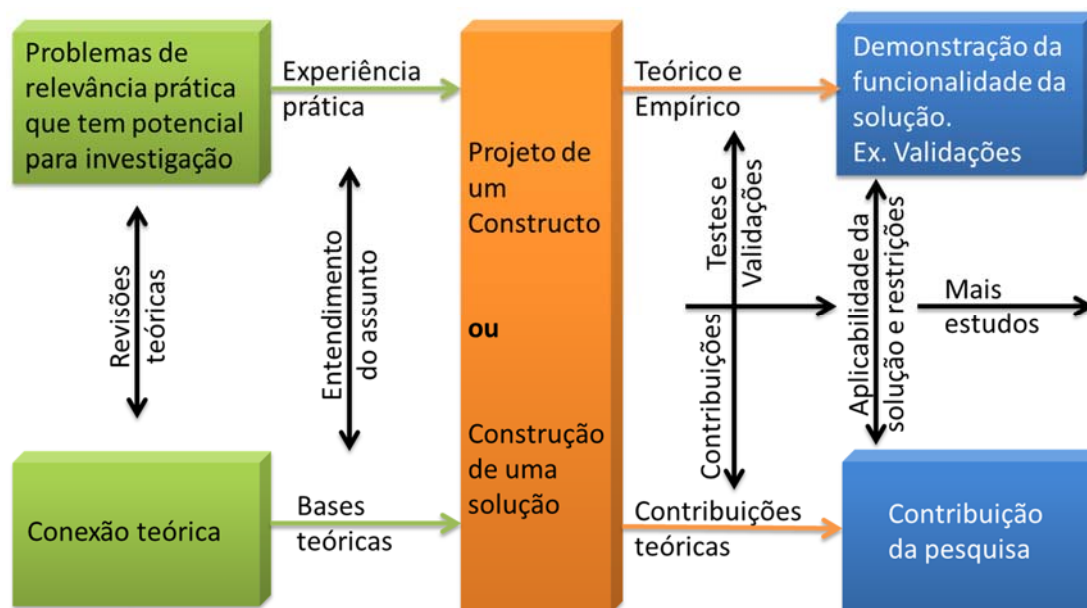 Problemas de
relevância prática
que tem potencial
para investigação
Experiência
prática
Projeto de
um
Constructo
ou
Construção
de uma
solução
Teórico e
Empírico
Demonstração da
funcionalidade da
solução.
Ex. Validações
Revisões
teóricas
Entendimento
do assunto
Testes e
Validações
Contribuições
Aplicabilidade da
solução e restrições
Mais
estudos
Conexão teórica
Bases
teóricas
Contribuições
teóricas
Contribuição
da pesquisa